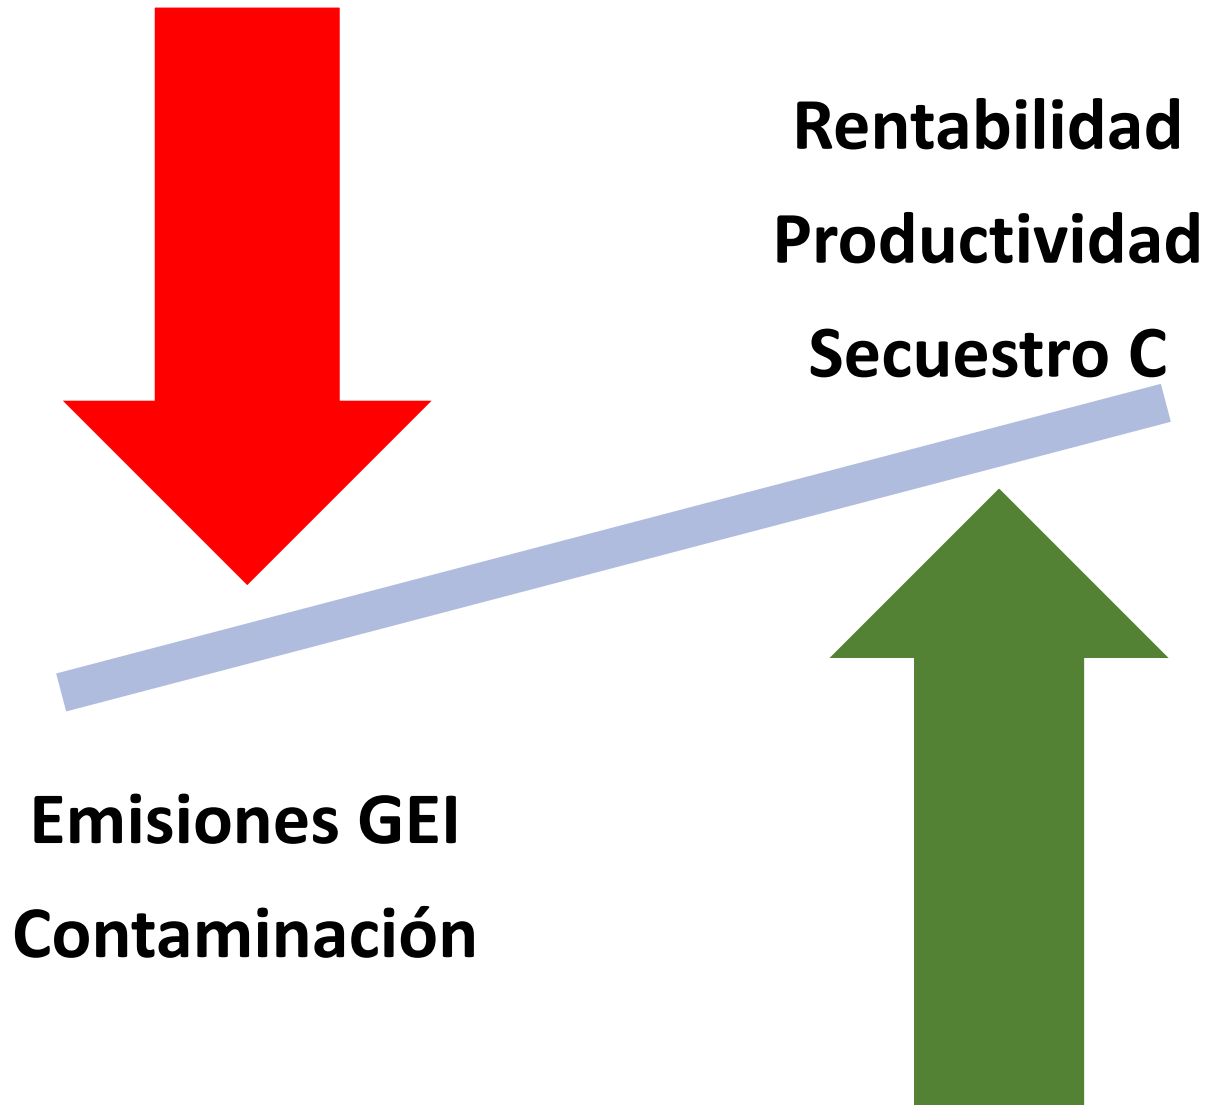 Rentabilidad
Productividad
Secuestro C
Emisiones GEI
Contaminación